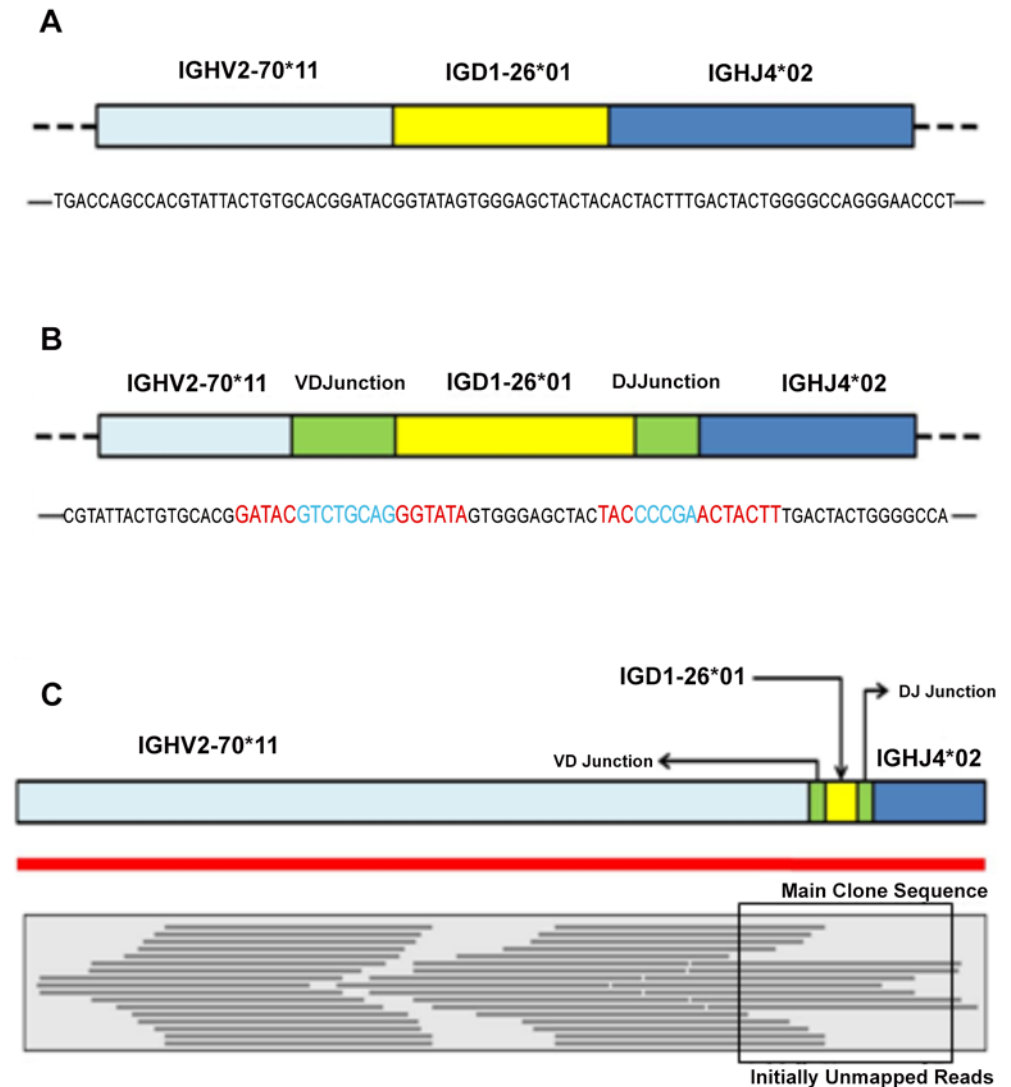 A
IGHV2-70*11 IGD1-26*01 IGHJ4*02
TGACCAGCCACGTATTACTGTGCACGGATACGGTATAGTGGGAGCTACTACACTACTTTGACTACTGGGGCCAGGGAACCCT
B
IGHV2-70*11 VDJunction IGD1-26*01 DJJunction IGHJ4*02
CGTATTACTGTGCACGGATACGTCTGCAGGGTATAGTGGGAGCTACTACCCCGAACTACTTTGACTACTGGGGCCA
C
IGD1-26*01
DJ Junction
IGHV2-70*11
VD Junction
IGHJ4*02
Main Clone Sequence
Initially Unmapped Reads